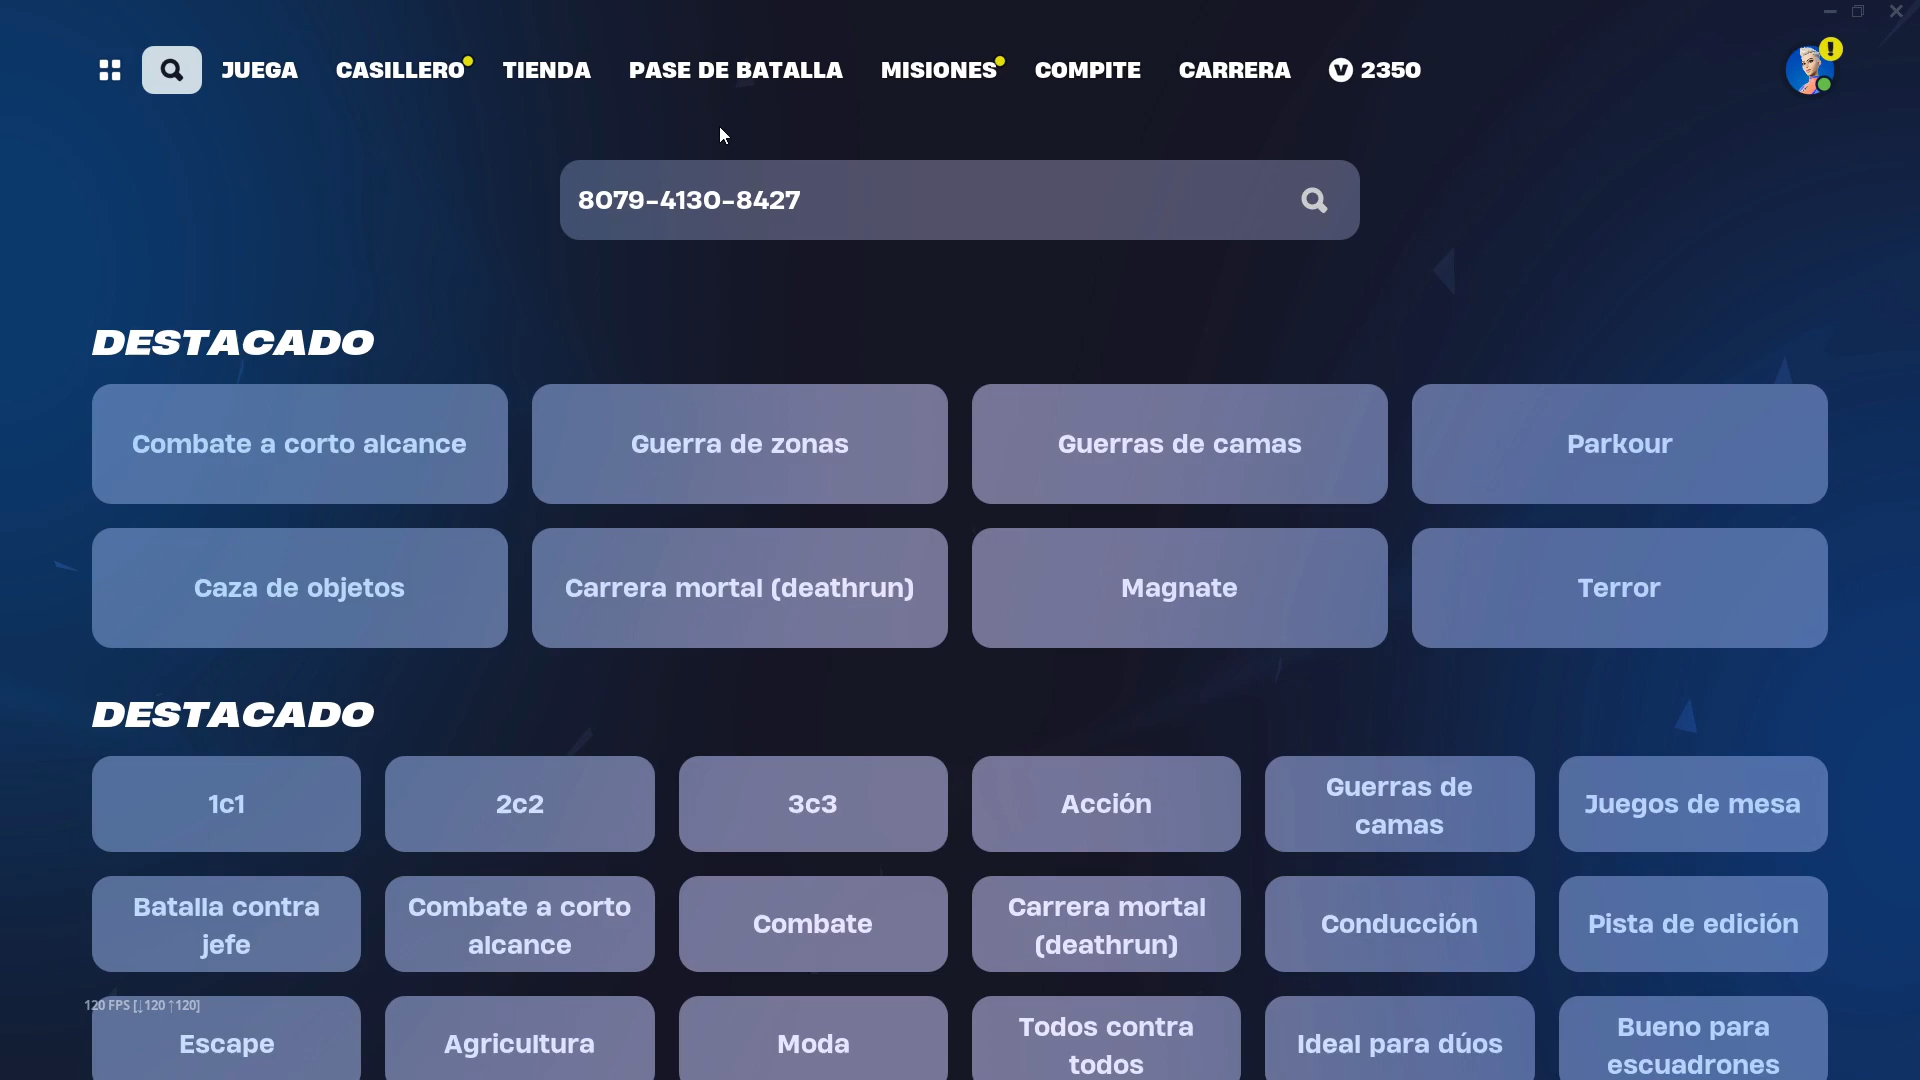 JUEGA CASILLERO TIENDA PASE DE BATALLA MISIONES COMPITE CARRERA 2350
8079-4130-8427
DESTACADO
Combate a corto alcance
Guerra de zonas
Guerras de camas
Parkour
Caza de objetos
Carrera mortal (deathrun)
Magnate
Terror
DESTACADO
1c1
2c2
3c3
Acción
Guerras de
camas
Juegos de mesa
Batalla contra
jefe
Combate a corto
alcance
Combate
Carrera mortal
(deathrun)
Conducción
Pista de edición
120 FPS [↓120 ↑120]
Escape
Agricultura
Moda
Todos contra
todos
Ideal para dúos
Bueno para
escuadrones